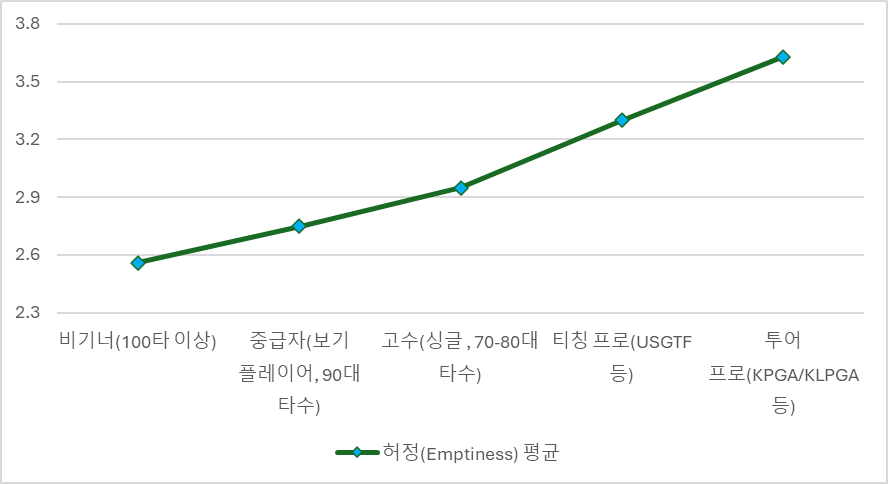 3.8
3.5
3.2
2.9
2.6
2.3
비기너(100타 이상)
중급자(보기
플레이어, 90대
타수)
고수(싱글 , 70-80대
타수)
티칭 프로(USGTF
등)
투어
프로(KPGA/KLPGA
등)
허정(Emptiness) 평균